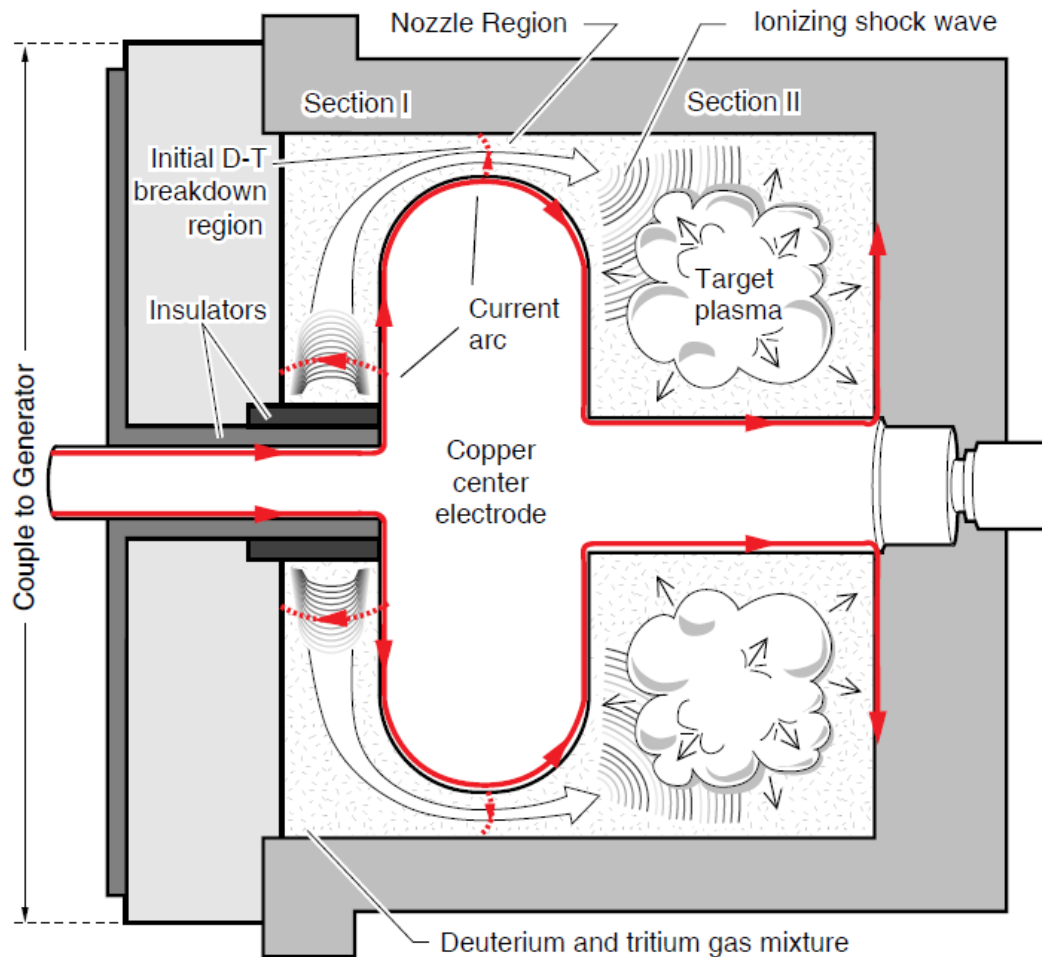 Nozzle Region
Ionizing shock wave
Section I
Section II
Initial D-T
breakdown
region
Insulators
Current
arc
Target
plasma
Copper
center
electrode
Couple to Generator
Deuterium and tritium gas mixture